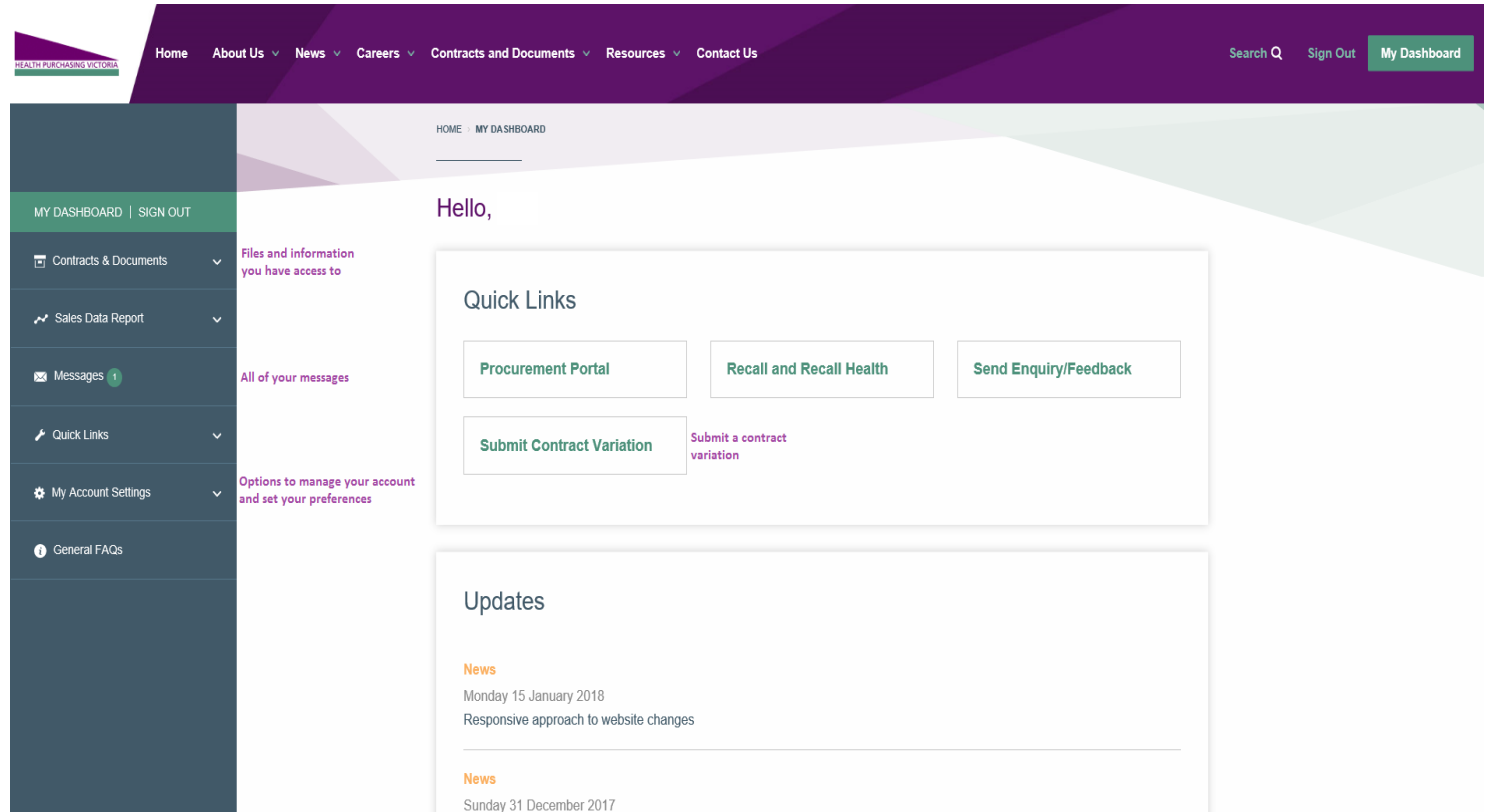 HEALTH PURCHASING VICTORIA
Home About Us News Careers Contracts and Documents Resources Contact Us Search Sign Out My Dashboard
HOME MY DASHBOARD
MY DASHBOARD | SIGN OUT
Hello,
Contracts & Documents
Files and information
you have access to
Sales Data Report
Messages 1
All of your messages
Quick Links
My Account Settings
Options to manage your account
and set your preferences
General FAQs
Quick Links
Procurement Portal
Recall and Recall Health
Send Enquiry/Feedback
Submit Contract Variation
Submit a contract
variation
Updates
News
Monday 15 January 2018
Responsive approach to website changes
News
Sunday 31 December 2017